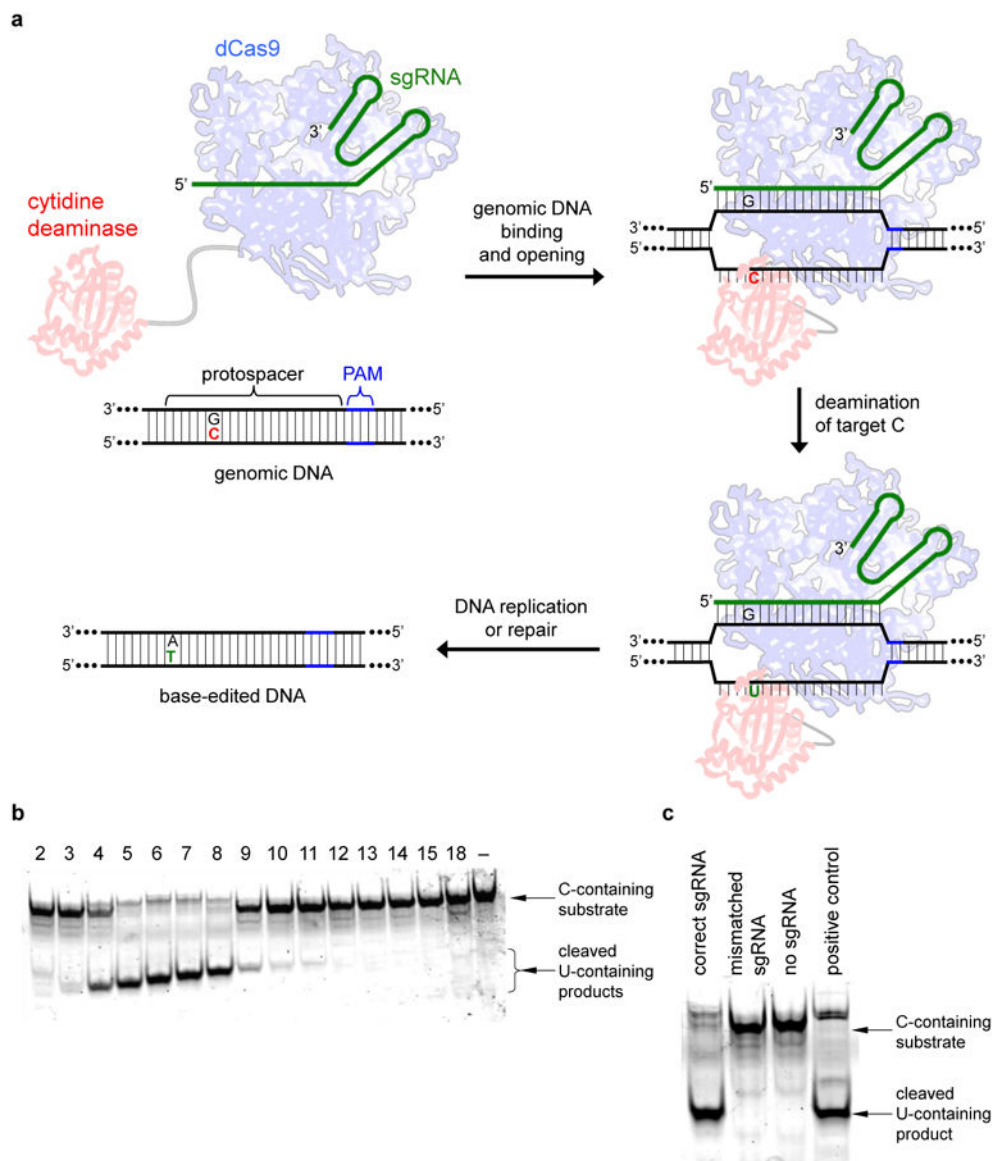 a
dCas9
sgRNA
3’
5’
cytidine
deaminase
genomic DNA
binding
and opening
5’
3’
G
3’
5’
5’
3’
C
protospacer
PAM
3’
5’
G
C
5’
3’
genomic DNA
deamination
of target C
3’
5’
G
3’
5’
5’
3’
U
DNA replication
or repair
3’
5’
A
T
5’
3’
base-edited DNA
b
2 3 4 5 6 7 8 9 10 11 12 13 14 15 18 –
C-containing
substrate
cleaved
U-containing
products
c
correct sgRNA
mismatched
sgRNA
no sgRNA
positive control
C-containing
substrate
cleaved
U-containing
product